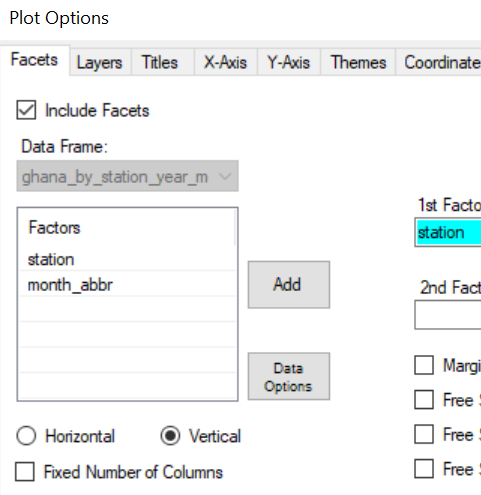 Plot Options
Facets Layers Titles X-Axis Y-Axis Themes Coordinate
Include Facets
Data Frame:
ghana_by_station_year_m
1st Facto
Factors
station
station
month_abbr
Add
2nd Fact
Data
Options
Margi
Free
Horizontal Vertical
Free
Fixed Number of Columns
Free